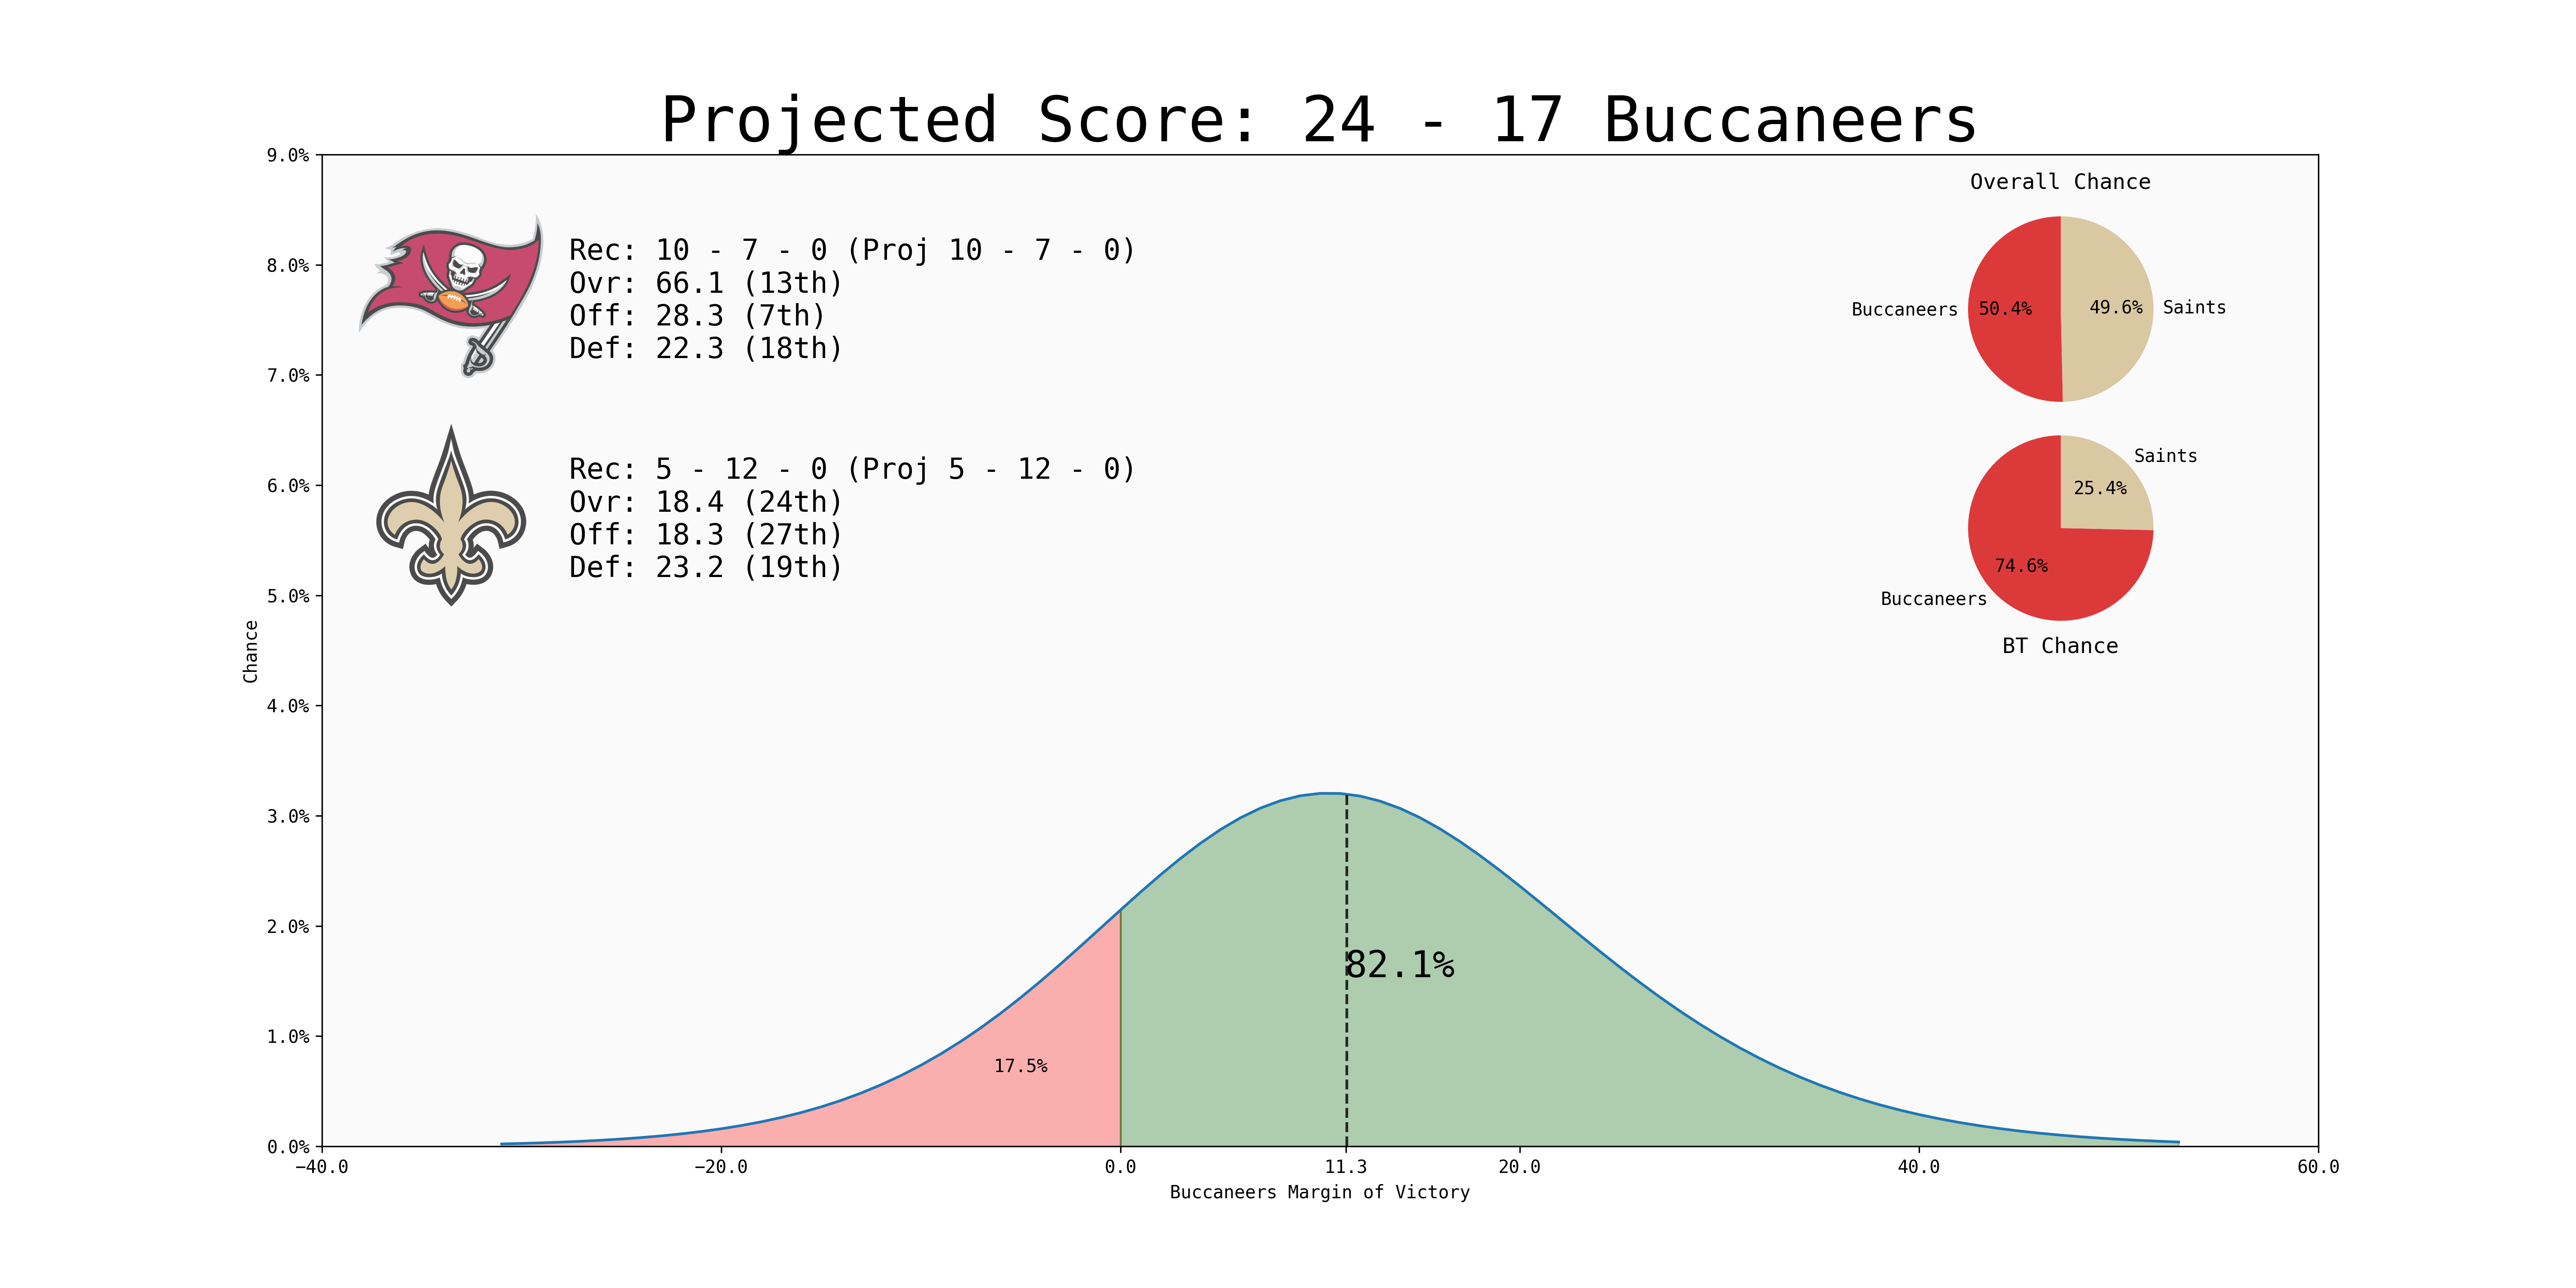 Projected Score: 24 - 17 Buccaneers
Rec: 10 - 7 - 0 (Proj 10 - 7 - 0)
Ovr: 66.1 (13th)
Off: 28.3 (7th)
Def: 22.3 (18th)
Rec: 5 - 12 - 0 (Proj 5 - 12 - 0)
Ovr: 18.4 (24th)
Off: 18.3 (27th)
Def: 23.2 (19th)
Overall Chance
Buccaneers 50.4% 49.6% Saints
Saints
25.4%
74.6%
Buccaneers
BT Chance
Chance
9.0%
8.0%
7.0%
6.0%
5.0%
4.0%
3.0%
2.0%
1.0%
0.0%
82.1%
17.5%
−40.0 −20.0 0.0 11.3 20.0 40.0 60.0
Buccaneers Margin of Victory